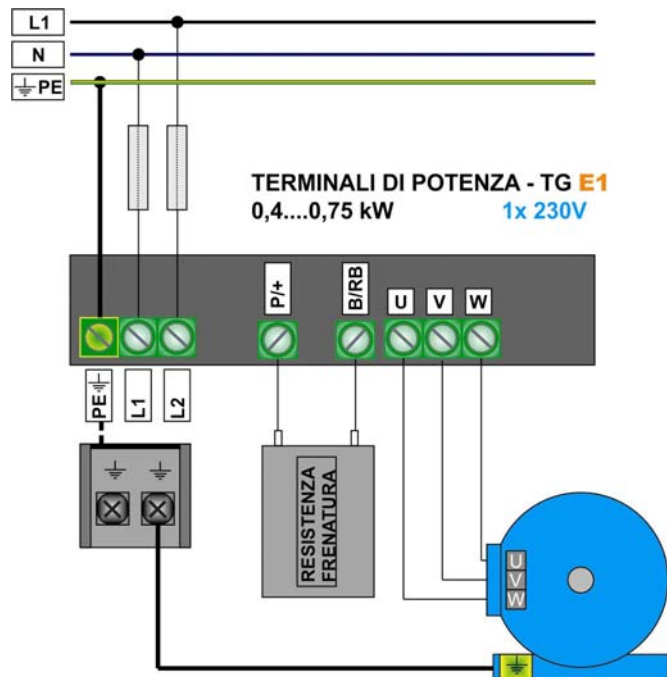 L1
N
PE
TERMINALI DI POTENZA - TG E1
0,4....0,75 kW 1x 230V
P/+
B/RB
U V W
PE
L1
L2
RESISTENZA
FRENATURA
U
V
W